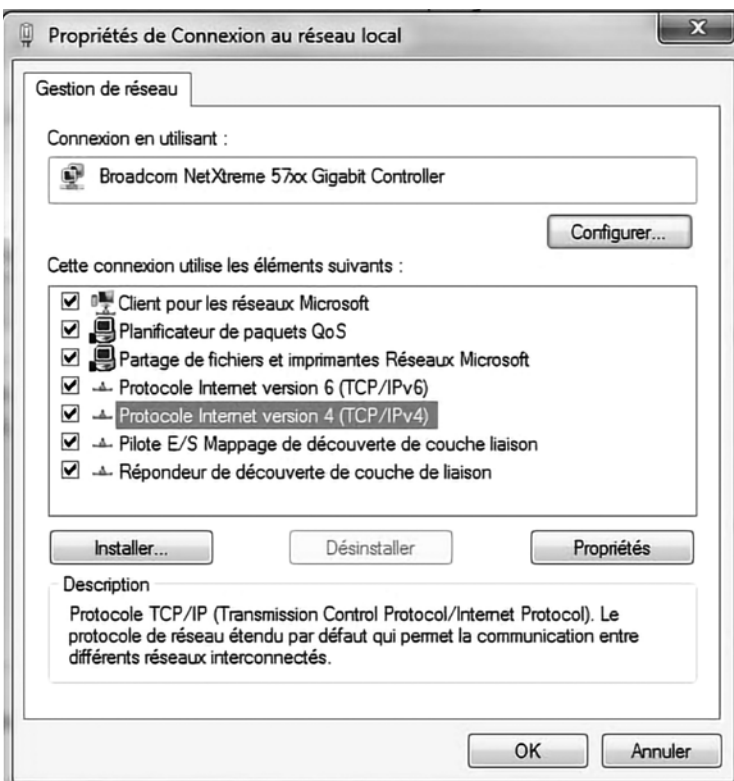 Propriétés de Connexion au réseau local
Gestion de réseau
Connexion en utilisant :
Broadcom NetXtreme 57xx Gigabit Controller
Configurer...
Cette connexion utilise les éléments suivants :
Client pour les réseaux Microsoft
Planificateur de paquets QoS
Partage de fichiers et imprimantes Réseaux Microsoft
Protocole Internet version 6 (TCP/IPv6)
Protocole Internet version 4 (TCP/IPv4)
Pilote E/S Mappage de découverte de couche liaison
Répondeur de découverte de couche de liaison
Installer...
Désinstaller
Propriétés
Description
Protocole TCP/IP (Transmission Control Protocol/Internet Protocol). Le
protocole de réseau étendu par défaut qui permet la communication entre
différents réseaux interconnectés.
OK
Annuler